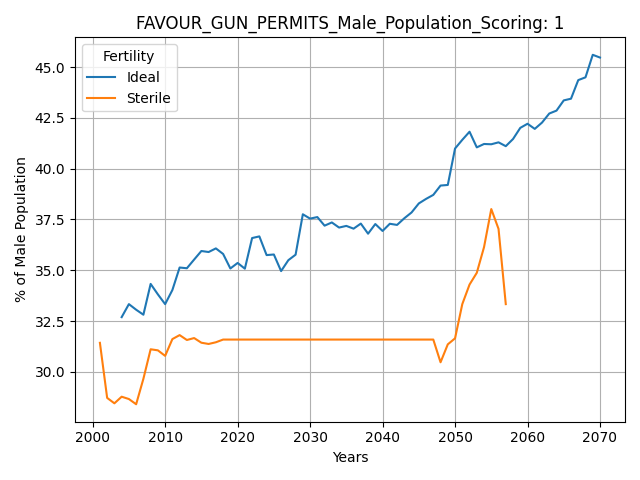 FAVOUR_GUN_PERMITS_Male_Population_Scoring: 1
Fertility
Ideal
Sterile
% of Male Population
45.0
42.5
40.0
37.5
35.0
32.5
30.0
2000 2010 2020 2030 2040 2050 2060 2070
Years